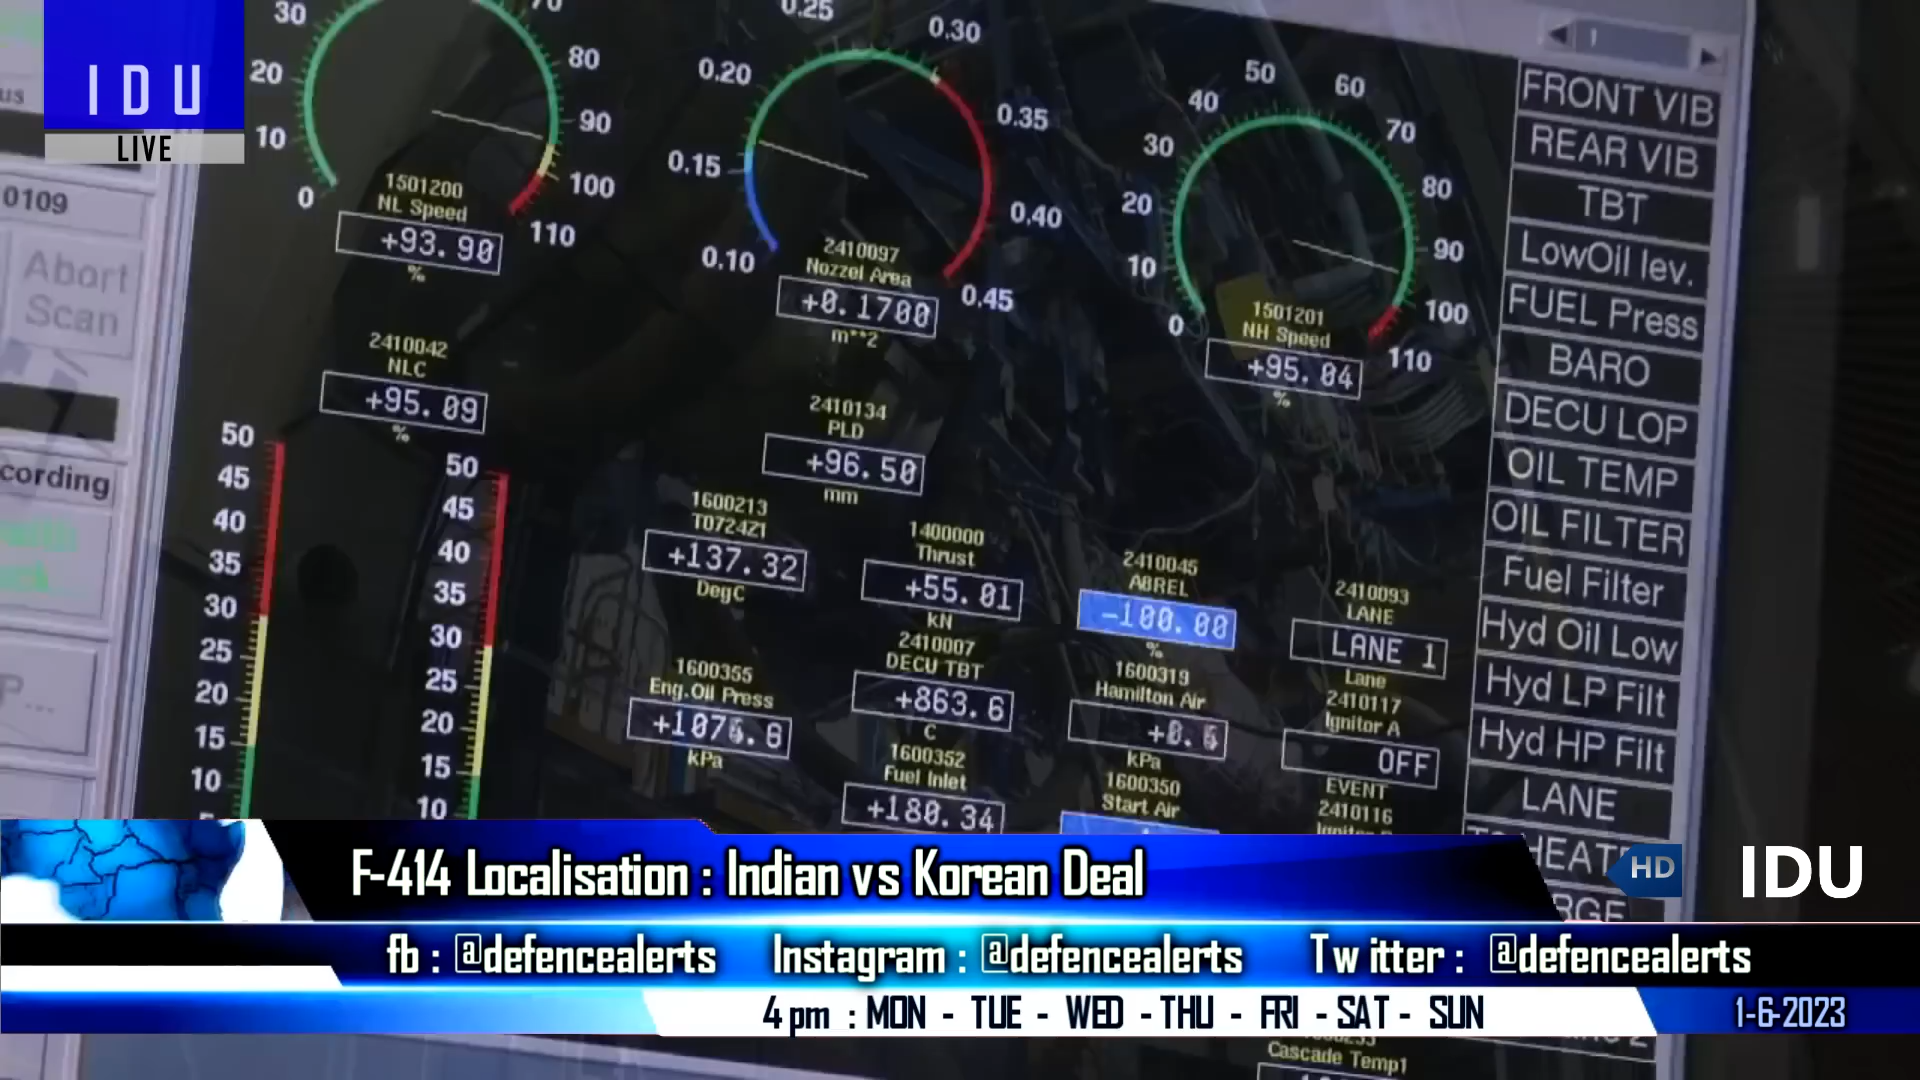 IDU
LIVE
us
0109
Abort
Scan
cording
P...
30
20
10
0
70
80
90
100
110
1501200
NL Speed
+93.90
%
2410042
NLC
+95.09
%
0.25
0.30
0.20
0.35
0.15
0.40
0.10
0.45
2410097
Nozzel Area
+0.1700
m**2
2410134
PLD
+96.50
mm
50
60
40
70
30
80
20
90
10
100
0
110
1501201
NH Speed
+95.04
%
50
45
40
35
30
25
20
15
10
50
45
40
35
30
25
20
15
10
1600213
T0724Z1
+137.32
DegC
1400000
Thrust
+55.01
kN
2410045
ABREL
-100.00
%
2410093
LANE
LANE 1
Lane
1600355
Eng.Oil Press
kPa
2410007
DECU TBT
+863.6
C
1600319
Hamilton Air
kPa
2410117
Ignitor A
OFF
EVENT
1600352
Fuel Inlet
+180.34
1600350
Start Air
2410116
FRONT VIB
REAR VIB
TBT
LowOil lev.
FUEL Press
BARO
DECU LOP
OIL TEMP
OIL FILTER
Fuel Filter
Hyd Oil Low
Hyd LP Filt
Hyd HP Filt
LANE
HD IDU
F-414 Localisation : Indian vs Korean Deal
fb : @defencealerts Instagram : @defencealerts Twitter : @defencealerts
4 pm : MON - TUE - WED - THU - FRI - SAT - SUN
1-6-2023
Cascade Temp1